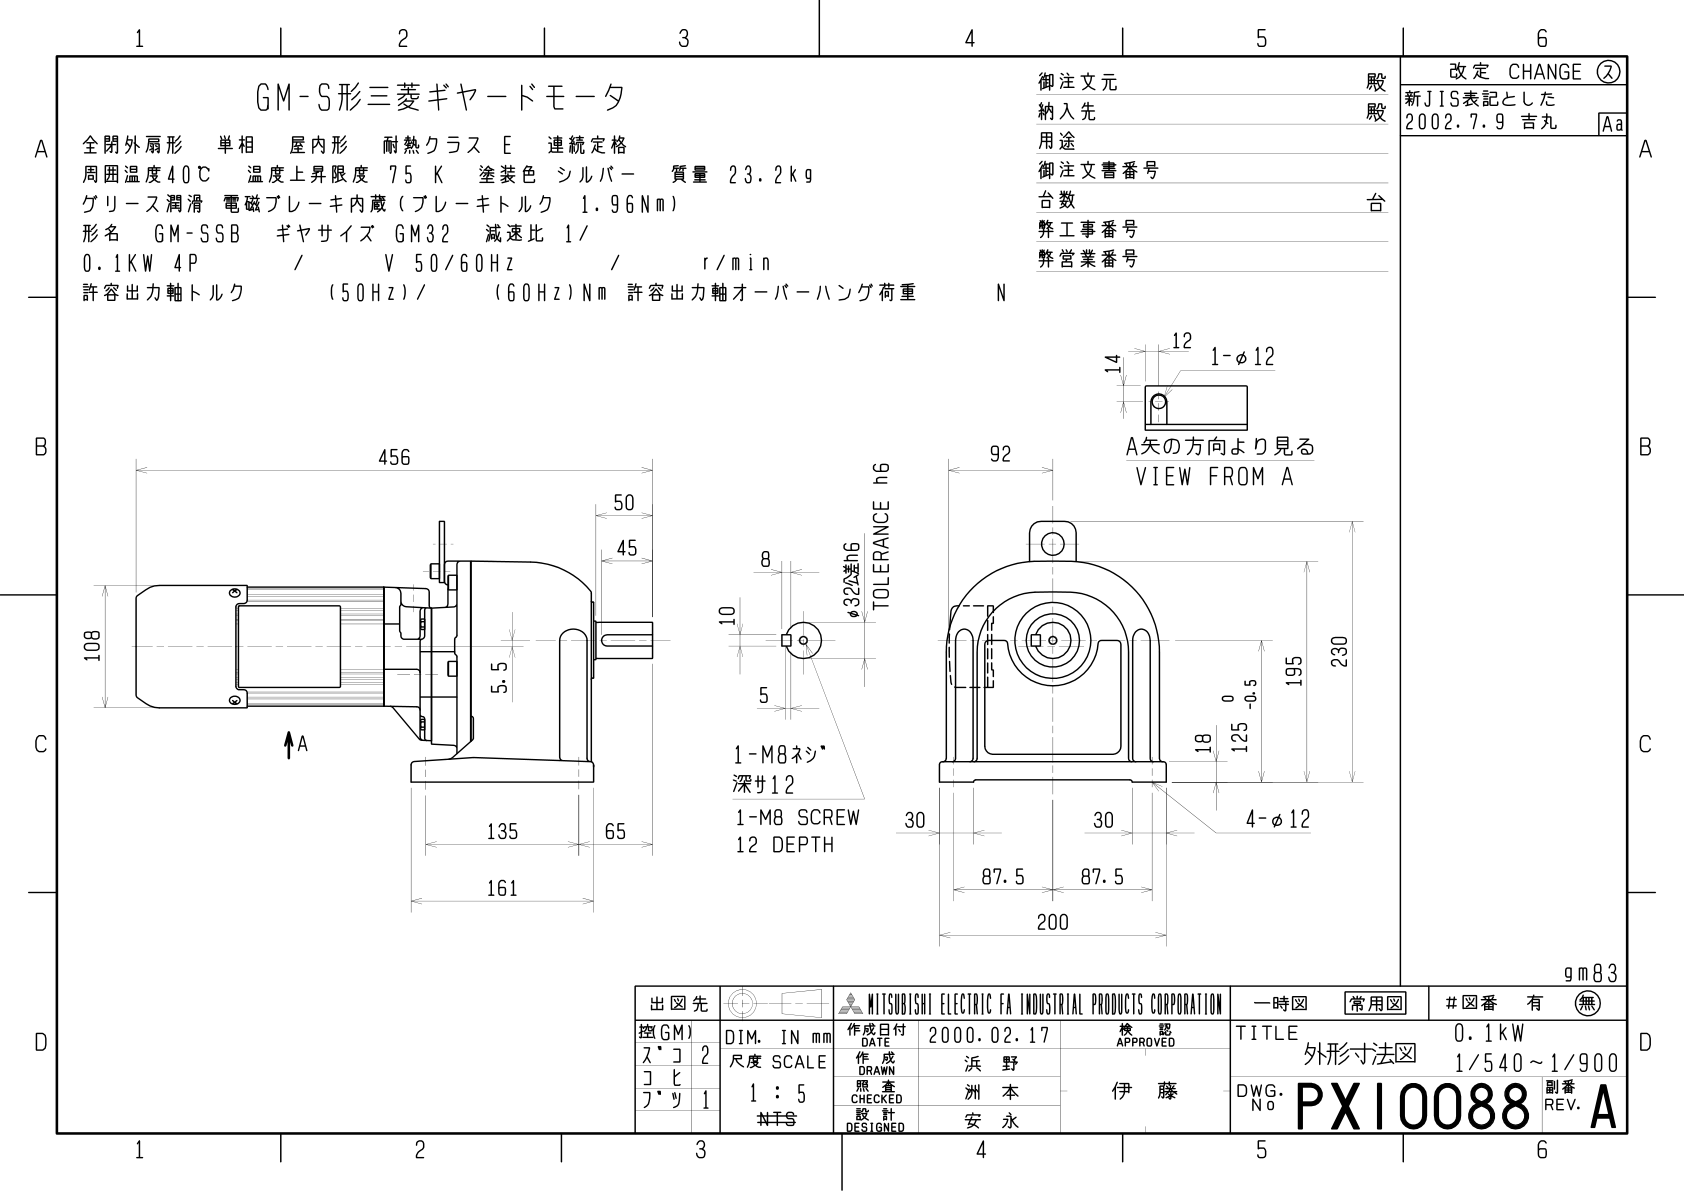 1 2 3 4 5 6
A
B
C
D
GM-S形三菱ギヤードモータ
全閉外扇形 単相 屋内形 耐熱クラス E 連続定格
周囲温度40℃ 温度上昇限度 75 K 塗装色 シルバー 質量 23.2kg
グリース潤滑 電磁ブレーキ内蔵(ブレーキトルク 1.96Nm)
形名 GM-SSB ギヤサイズ GM32 減速比 1/
0.1KW 4P / V 50/60Hz / r/min
許容出力軸トルク (50Hz)/ (60Hz)Nm 許容出力軸オーバーハング荷重 N
御注文元 殿
納入先 殿
用途
御注文書番号
台数 台
弊工事番号
弊営業番号
改定 CHANGE ス
新JIS表記とした
2002.7.9 吉丸 Aa
A
B
C
D
12
14
1-φ12
A矢の方向より見る
VIEW FROM A
456
50
45
108
5.5
A
135
65
161
8
10
5
φ32公差h6
TOLERANCE h6
1-M8ネジ
深サ12
1-M8 SCREW
12 DEPTH
92
230
195
125 0 -0.5
18
30
30
4-φ12
87.5
87.5
200
gm83
出図先
控(GM)
ズコ 2
コヒ
ブツ 1
DIM. IN mm
尺度 SCALE
1 : 5
NTS
MITSUBISHI ELECTRIC FA INDUSTRIAL PRODUCTS CORPORATION
作成日付 DATE 2000.02.17
作成 DRAWN 浜野
照査 CHECKED 洲本
設計 DESIGNED 安永
検認 APPROVED
伊藤
一時図 常用図 #図番 有 無
TITLE
外形寸法図
0.1kW
1/540~1/900
DWG. No PX10088
副番 REV. A
1 2 3 4 5 6